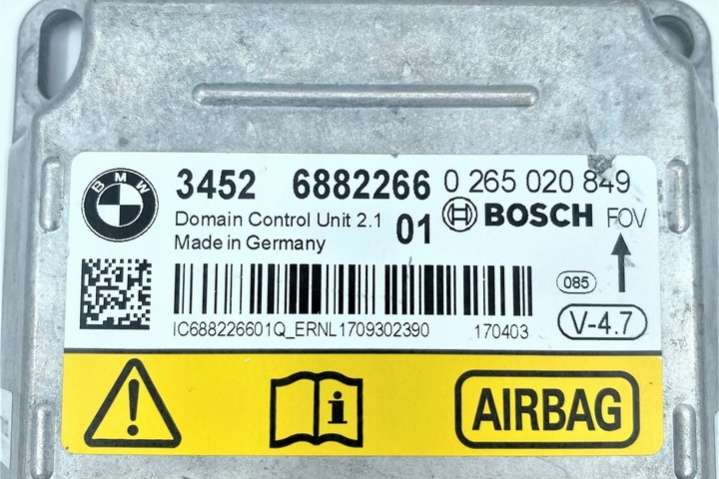 BMW
3452 6882266 0 265 020 849
Domain Control Unit 2.1 01 BOSCH FOV
Made in Germany
085
IC688226601Q_ERNL1709302390 170403 V-4.7
i AIRBAG